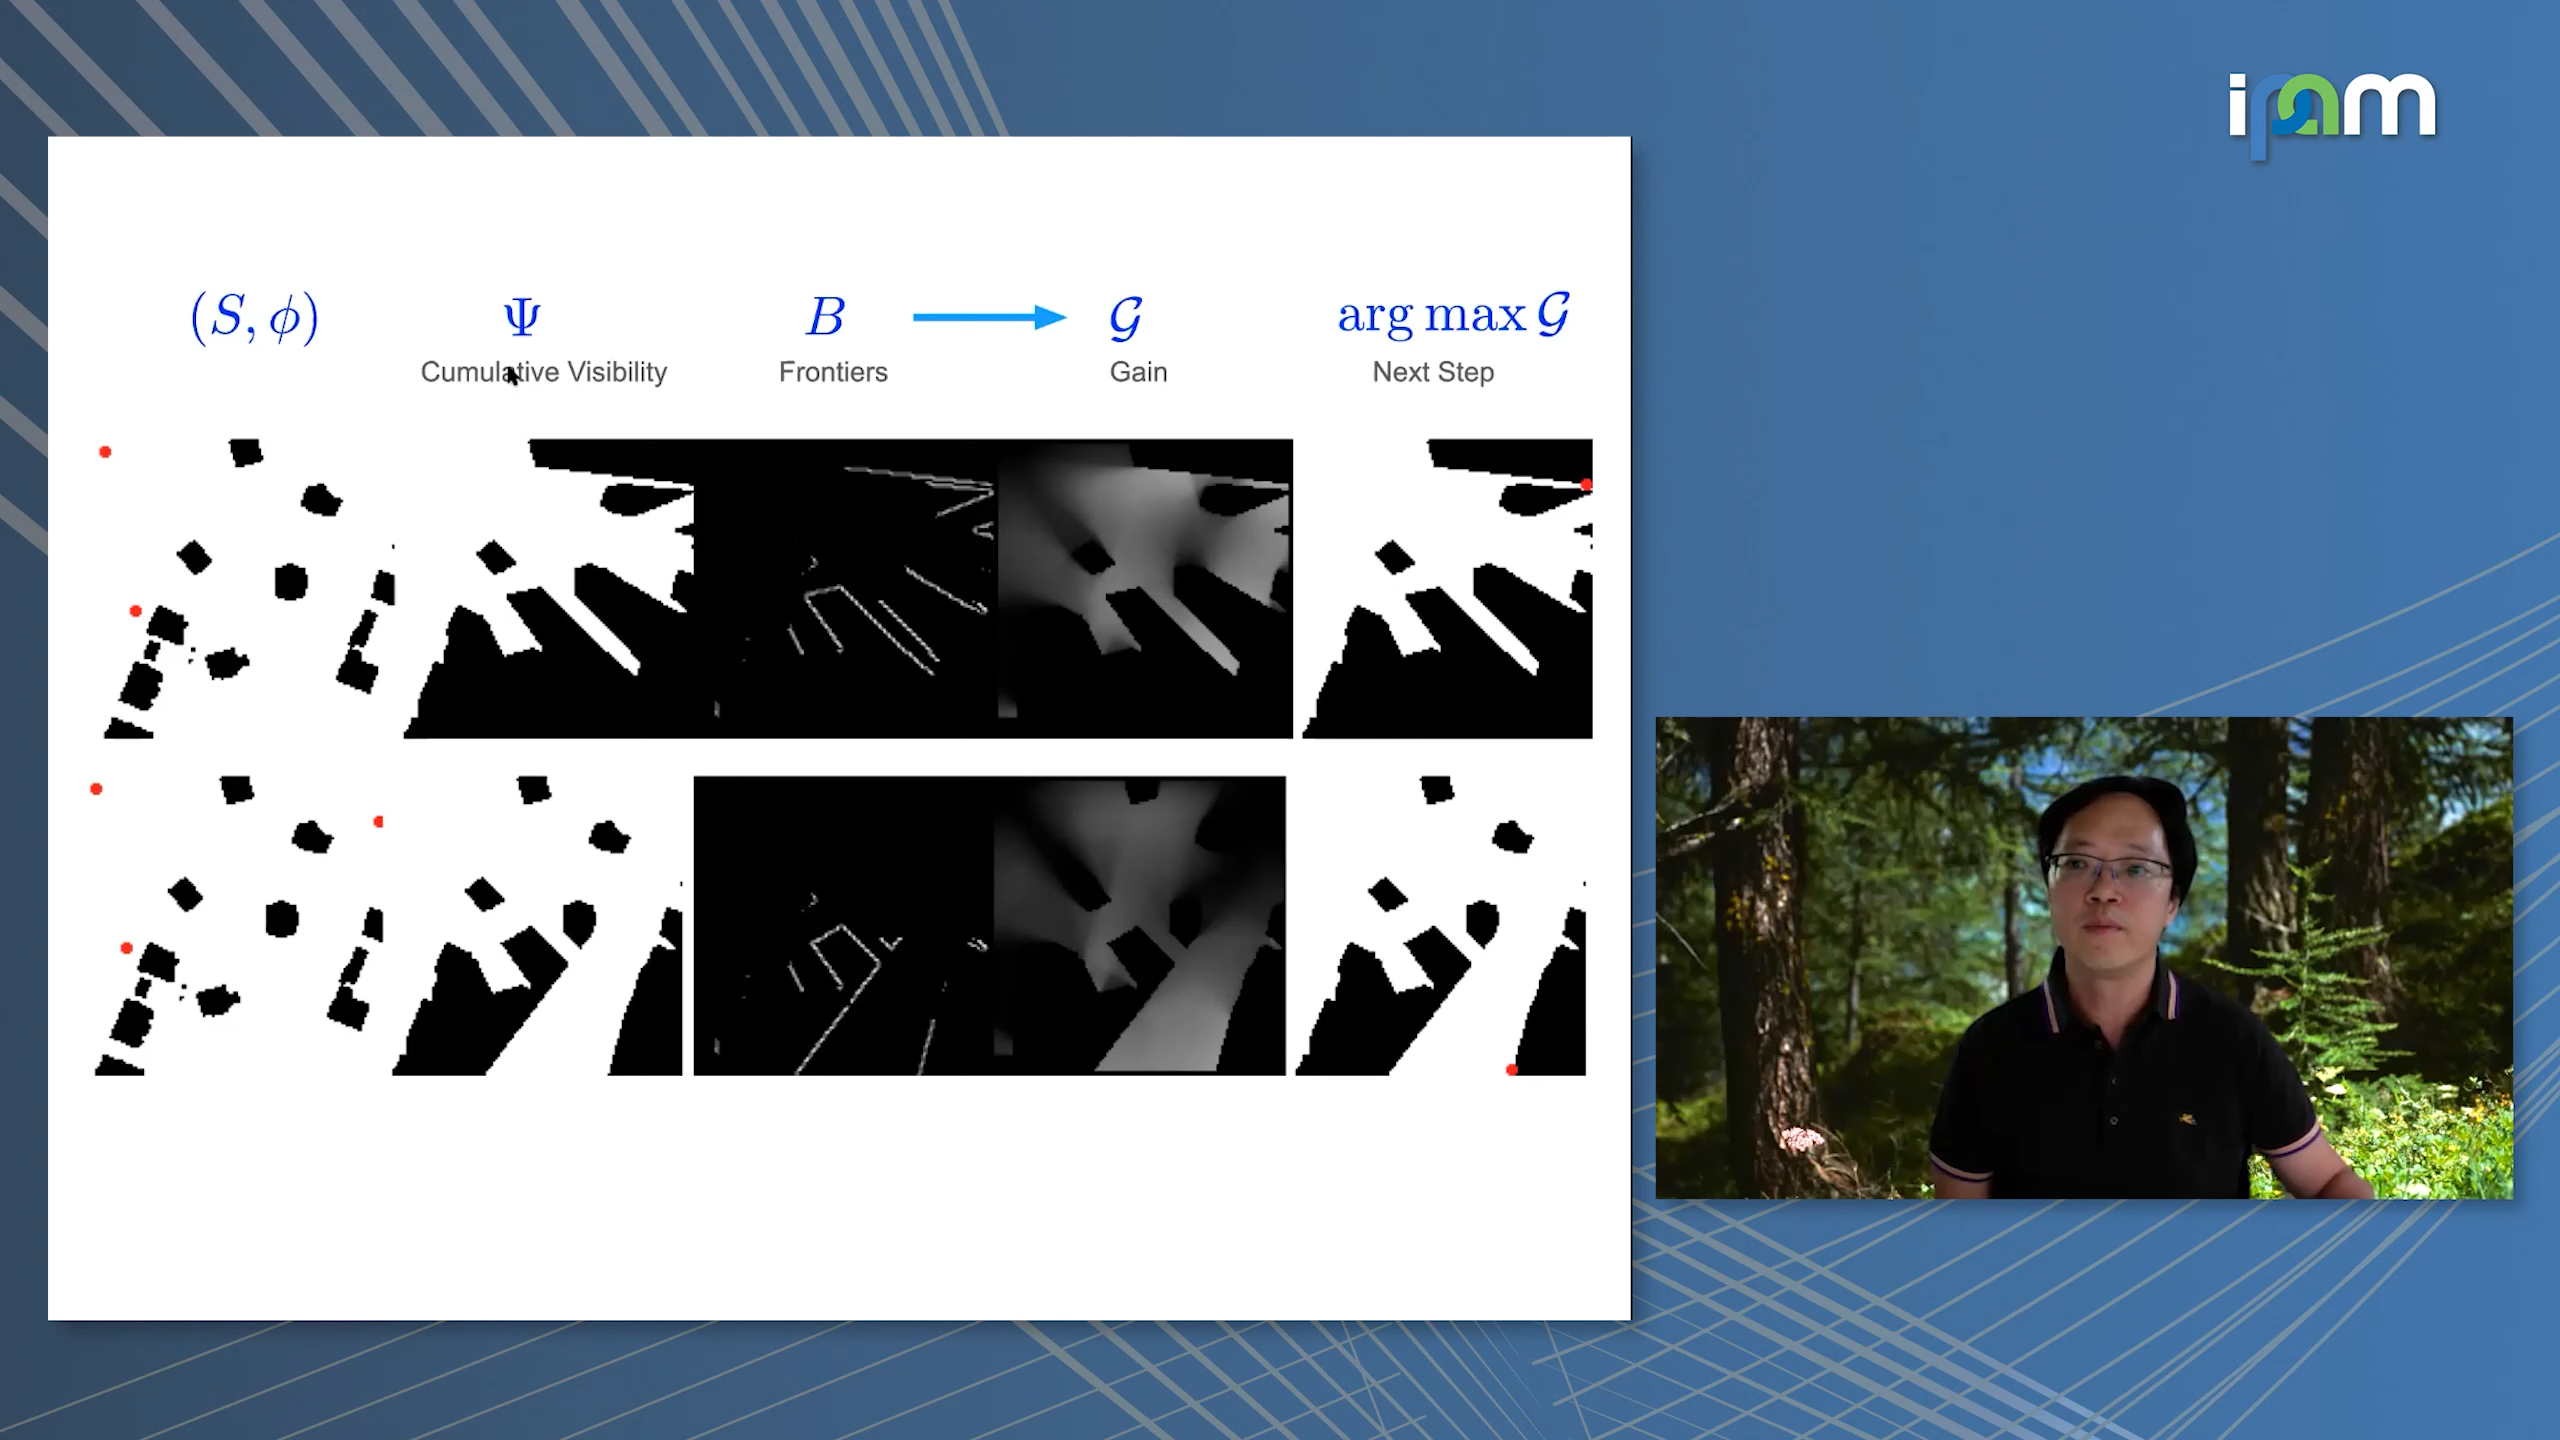 ipam
(S, ϕ) Ψ B 𝒢 arg max 𝒢
Cumulative Visibility Frontiers Gain Next Step